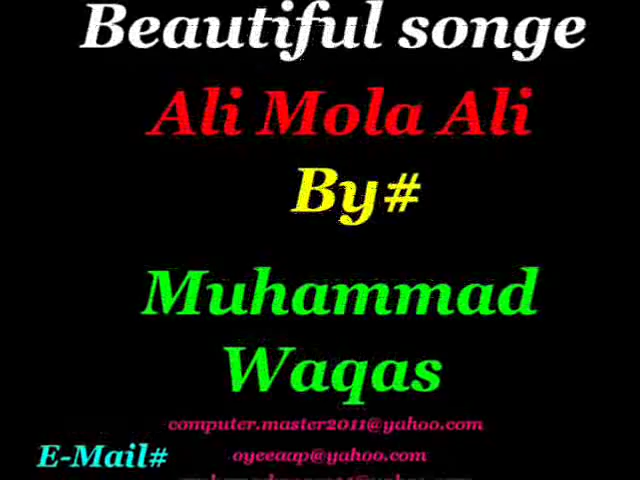 Beautiful songe
Ali Mola Ali
By#
Muhammad
Waqas
computer.master2011@yahoo.com
E-Mail# oyeeaap@yahoo.com